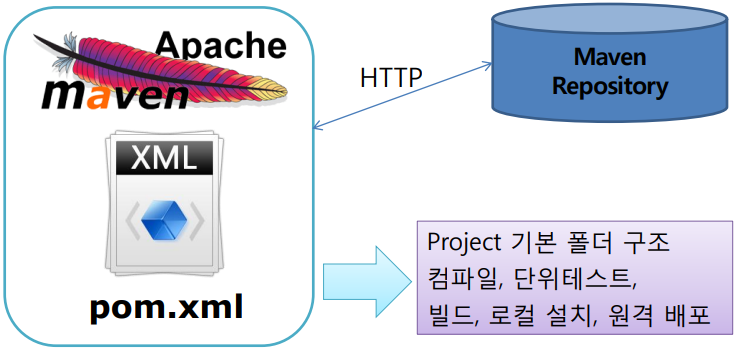 Apache
maven
HTTP
Maven
Repository
XML
pom.xml
Project 기본 폴더 구조
컴파일, 단위테스트,
빌드, 로컬 설치, 원격 배포